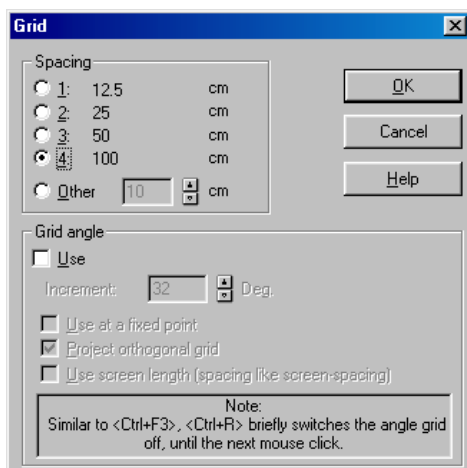 Grid
Spacing
1: 12.5 cm
2: 25 cm
3: 50 cm
4: 100 cm
Other 10 cm
OK
Cancel
Help
Grid angle
Use
Increment: 32 Deg.
Use at a fixed point
Project orthogonal grid
Use screen length (spacing like screen-spacing)
Note:
Similar to <Ctrl+F3>, <Ctrl+R> briefly switches the angle grid
off, until the next mouse click.